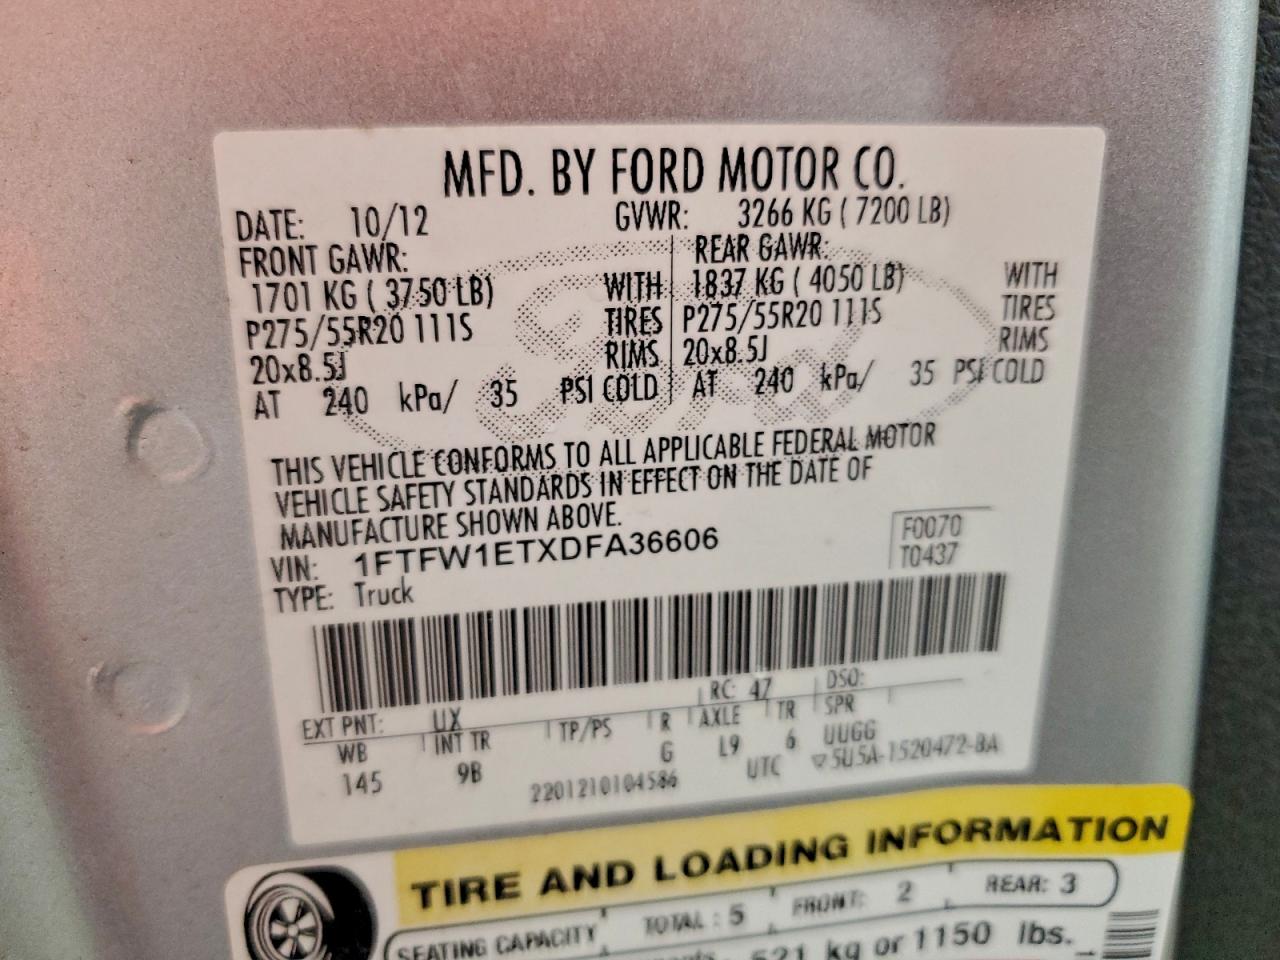 MFD. BY FORD MOTOR CO.
DATE: 10/12 GVWR: 3266 KG ( 7200 LB)
FRONT GAWR: REAR GAWR:
1701 KG ( 3750 LB) WITH 1837 KG ( 4050 LB) WITH
P275/55R20 111S TIRES P275/55R20 111S TIRES
20x8.5J RIMS 20x8.5J RIMS
AT 240 kPa/ 35 PSI COLD AT 240 kPa/ 35 PSI COLD
Ford
THIS VEHICLE CONFORMS TO ALL APPLICABLE FEDERAL MOTOR
VEHICLE SAFETY STANDARDS IN EFFECT ON THE DATE OF
MANUFACTURE SHOWN ABOVE.
VIN: 1FTFW1ETXDFA36606 F0070
TYPE: Truck T0437
EXT PNT: UX RC: 47 DSO:
WB INT TR TP/PS R AXLE TR SPR
145 9B G L9 6 UUGG
2201210104586 UTC ▽5U5A-1520472-BA
TIRE AND LOADING INFORMATION
SEATING CAPACITY TOTAL : 5 FRONT: 2 REAR: 3
521 kg or 1150 lbs.